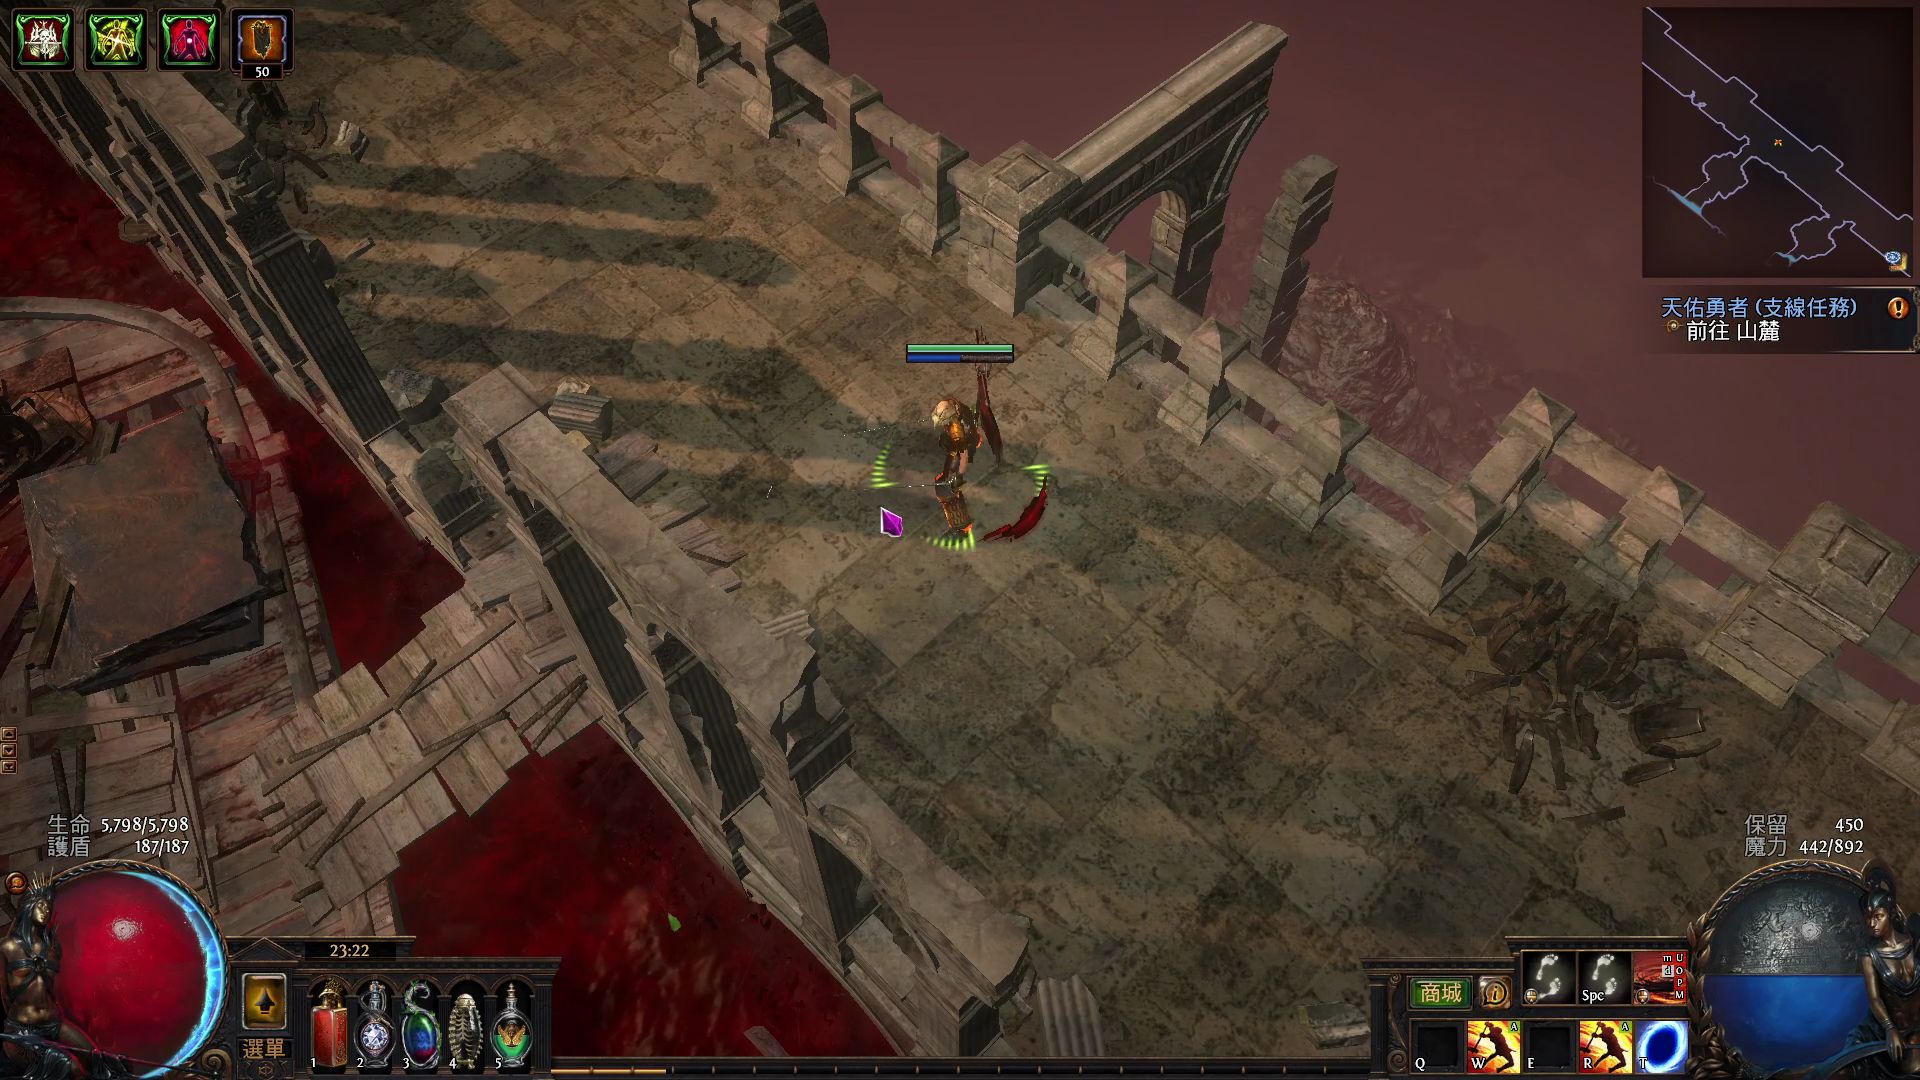 50
天佑勇者 (支線任務)
前往 山麓
生命 5,798/5,798
護盾 187/187
保留 450
魔力 442/892
23:22
選單
1 2 3 4 5
商城
Spc
m U
d O
P
M
Q W A E R A T